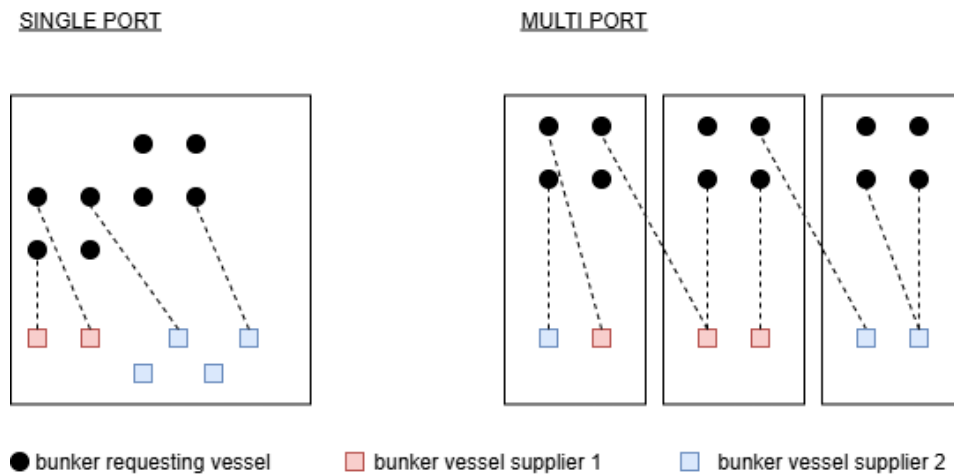 SINGLE PORT
MULTI PORT
bunker requesting vessel
bunker vessel supplier 1
bunker vessel supplier 2